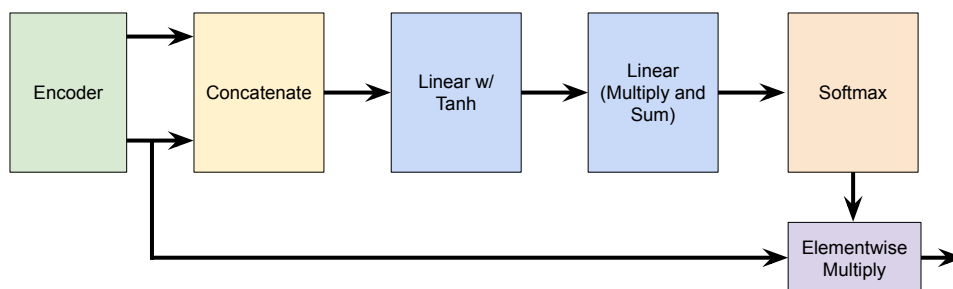 Encoder
Concatenate
Linear w/
Tanh
Linear
(Multiply and
Sum)
Softmax
Elementwise
Multiply